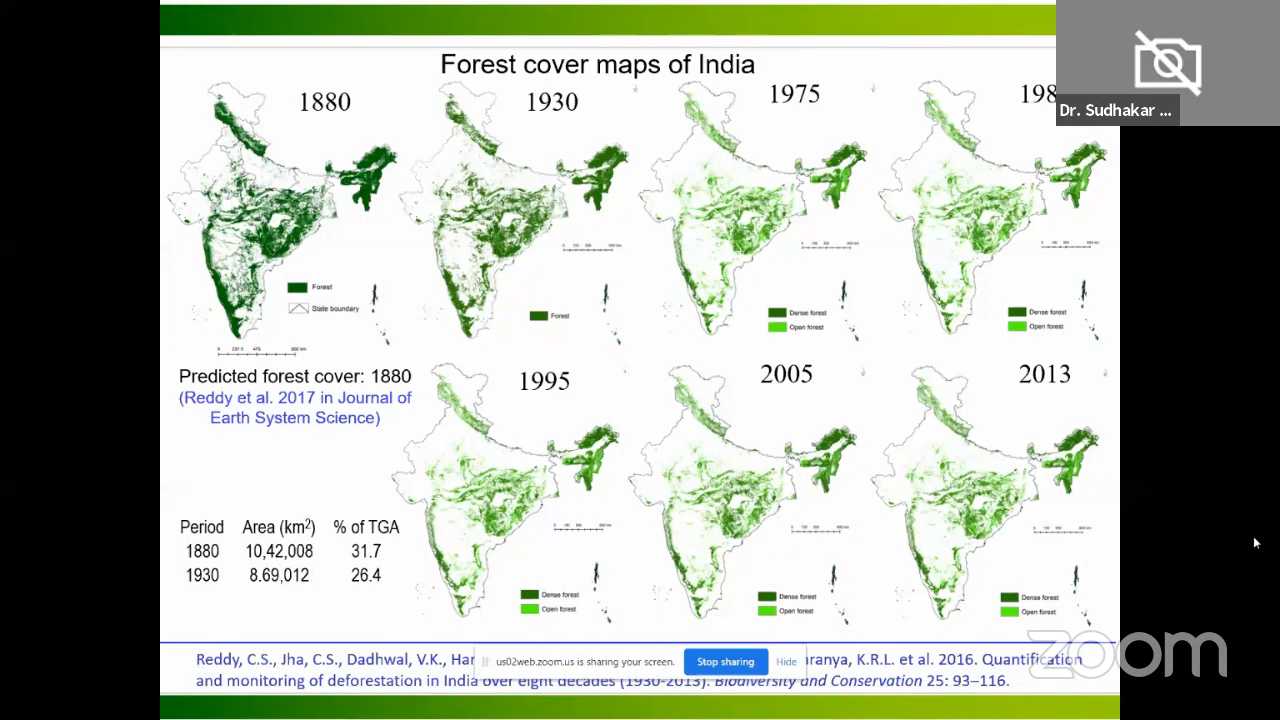 Forest cover maps of India
1880
1930
1975
198
Dr. Sudhakar ...
Forest
State boundary
Forest
Dense forest
Open forest
Dense forest
Open forest
Predicted forest cover: 1880
(Reddy et al. 2017 in Journal of
Earth System Science)
1995
2005
2013
Period Area (km²) % of TGA
1880 10,42,008 31.7
1930 8.69,012 26.4
Dense forest
Open forest
Dense forest
Open forest
Dense forest
Open forest
Reddy, C.S., Jha, C.S., Dadhwal, V.K., Har
us02web.zoom.us is sharing your screen. Stop sharing Hide
aranya, K.R.L. et al. 2016. Quantification
and monitoring of deforestation in India over eight decades (1930-2013). Biodiversity and Conservation 25: 93–116.
zoom